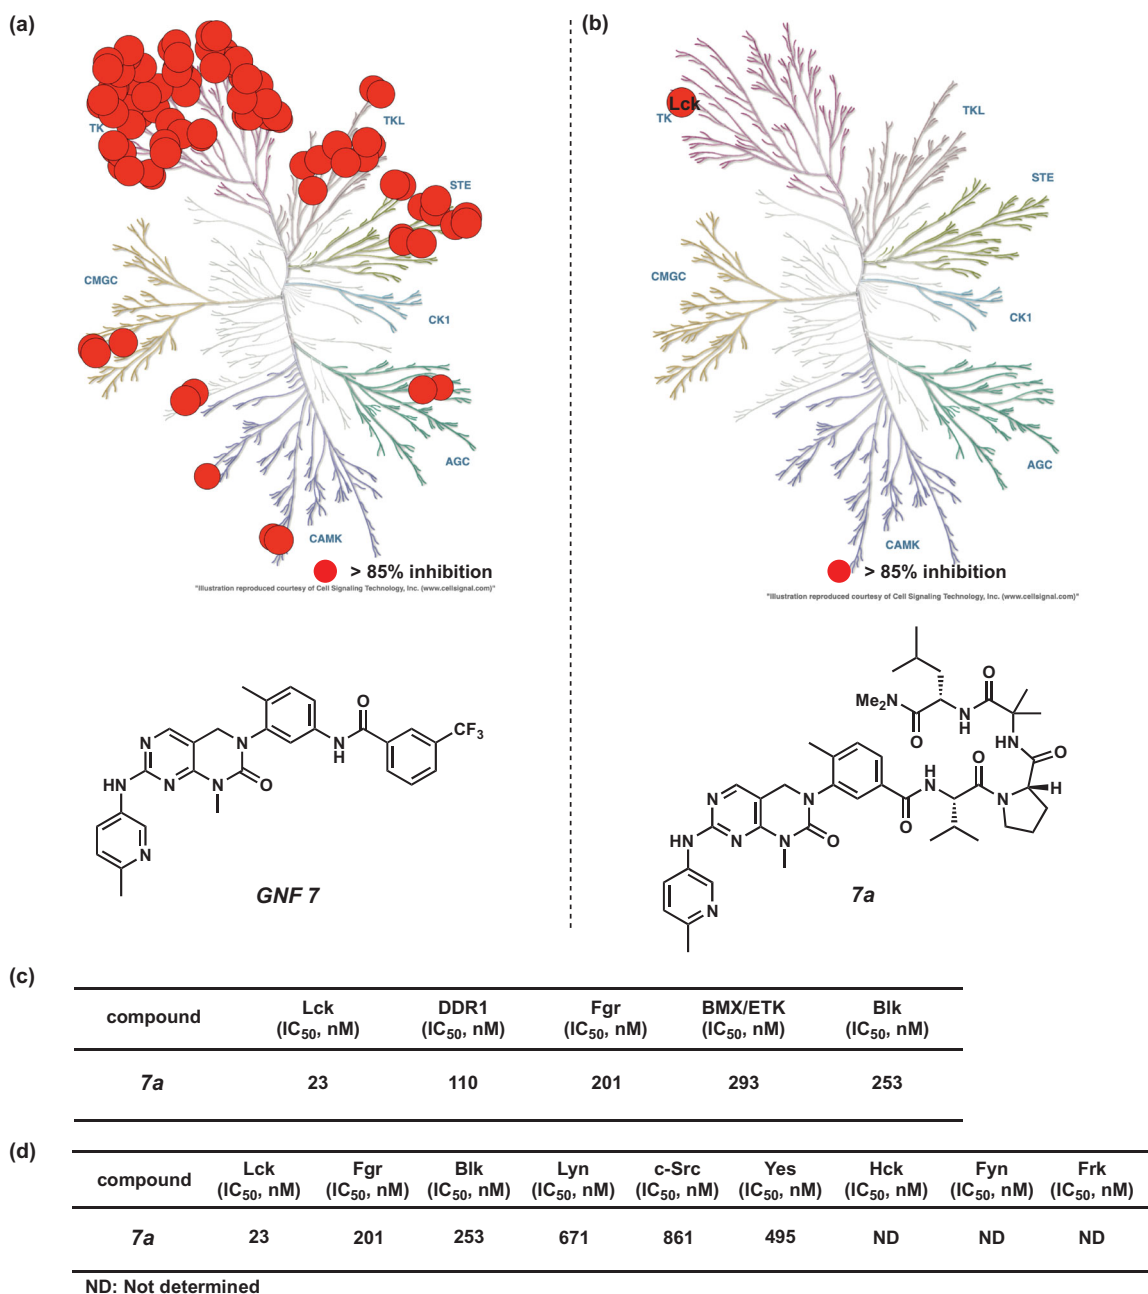 (a)
(b)
TK
TKL
STE
CMGC
CK1
AGC
CAMK
> 85% inhibition
"Illustration reproduced courtesy of Cell Signaling Technology, Inc. (www.cellsignal.com)"
Lck
TK
TKL
STE
CMGC
CK1
AGC
CAMK
> 85% inhibition
"Illustration reproduced courtesy of Cell Signaling Technology, Inc. (www.cellsignal.com)"
O
CF3
N
N
NH
N
N
N
O
HN
N
GNF 7
O
Me2N
N
H
O
O
HN
O
H
O
N
H
N
O
N
N
N
N
O
HN
N
7a
(c)
compound
Lck (IC50, nM)
DDR1 (IC50, nM)
Fgr (IC50, nM)
BMX/ETK (IC50, nM)
Blk (IC50, nM)
7a 23 110 201 293 253
(d)
compound
Lck (IC50, nM)
Fgr (IC50, nM)
Blk (IC50, nM)
Lyn (IC50, nM)
c-Src (IC50, nM)
Yes (IC50, nM)
Hck (IC50, nM)
Fyn (IC50, nM)
Frk (IC50, nM)
7a 23 201 253 671 861 495 ND ND ND
ND: Not determined